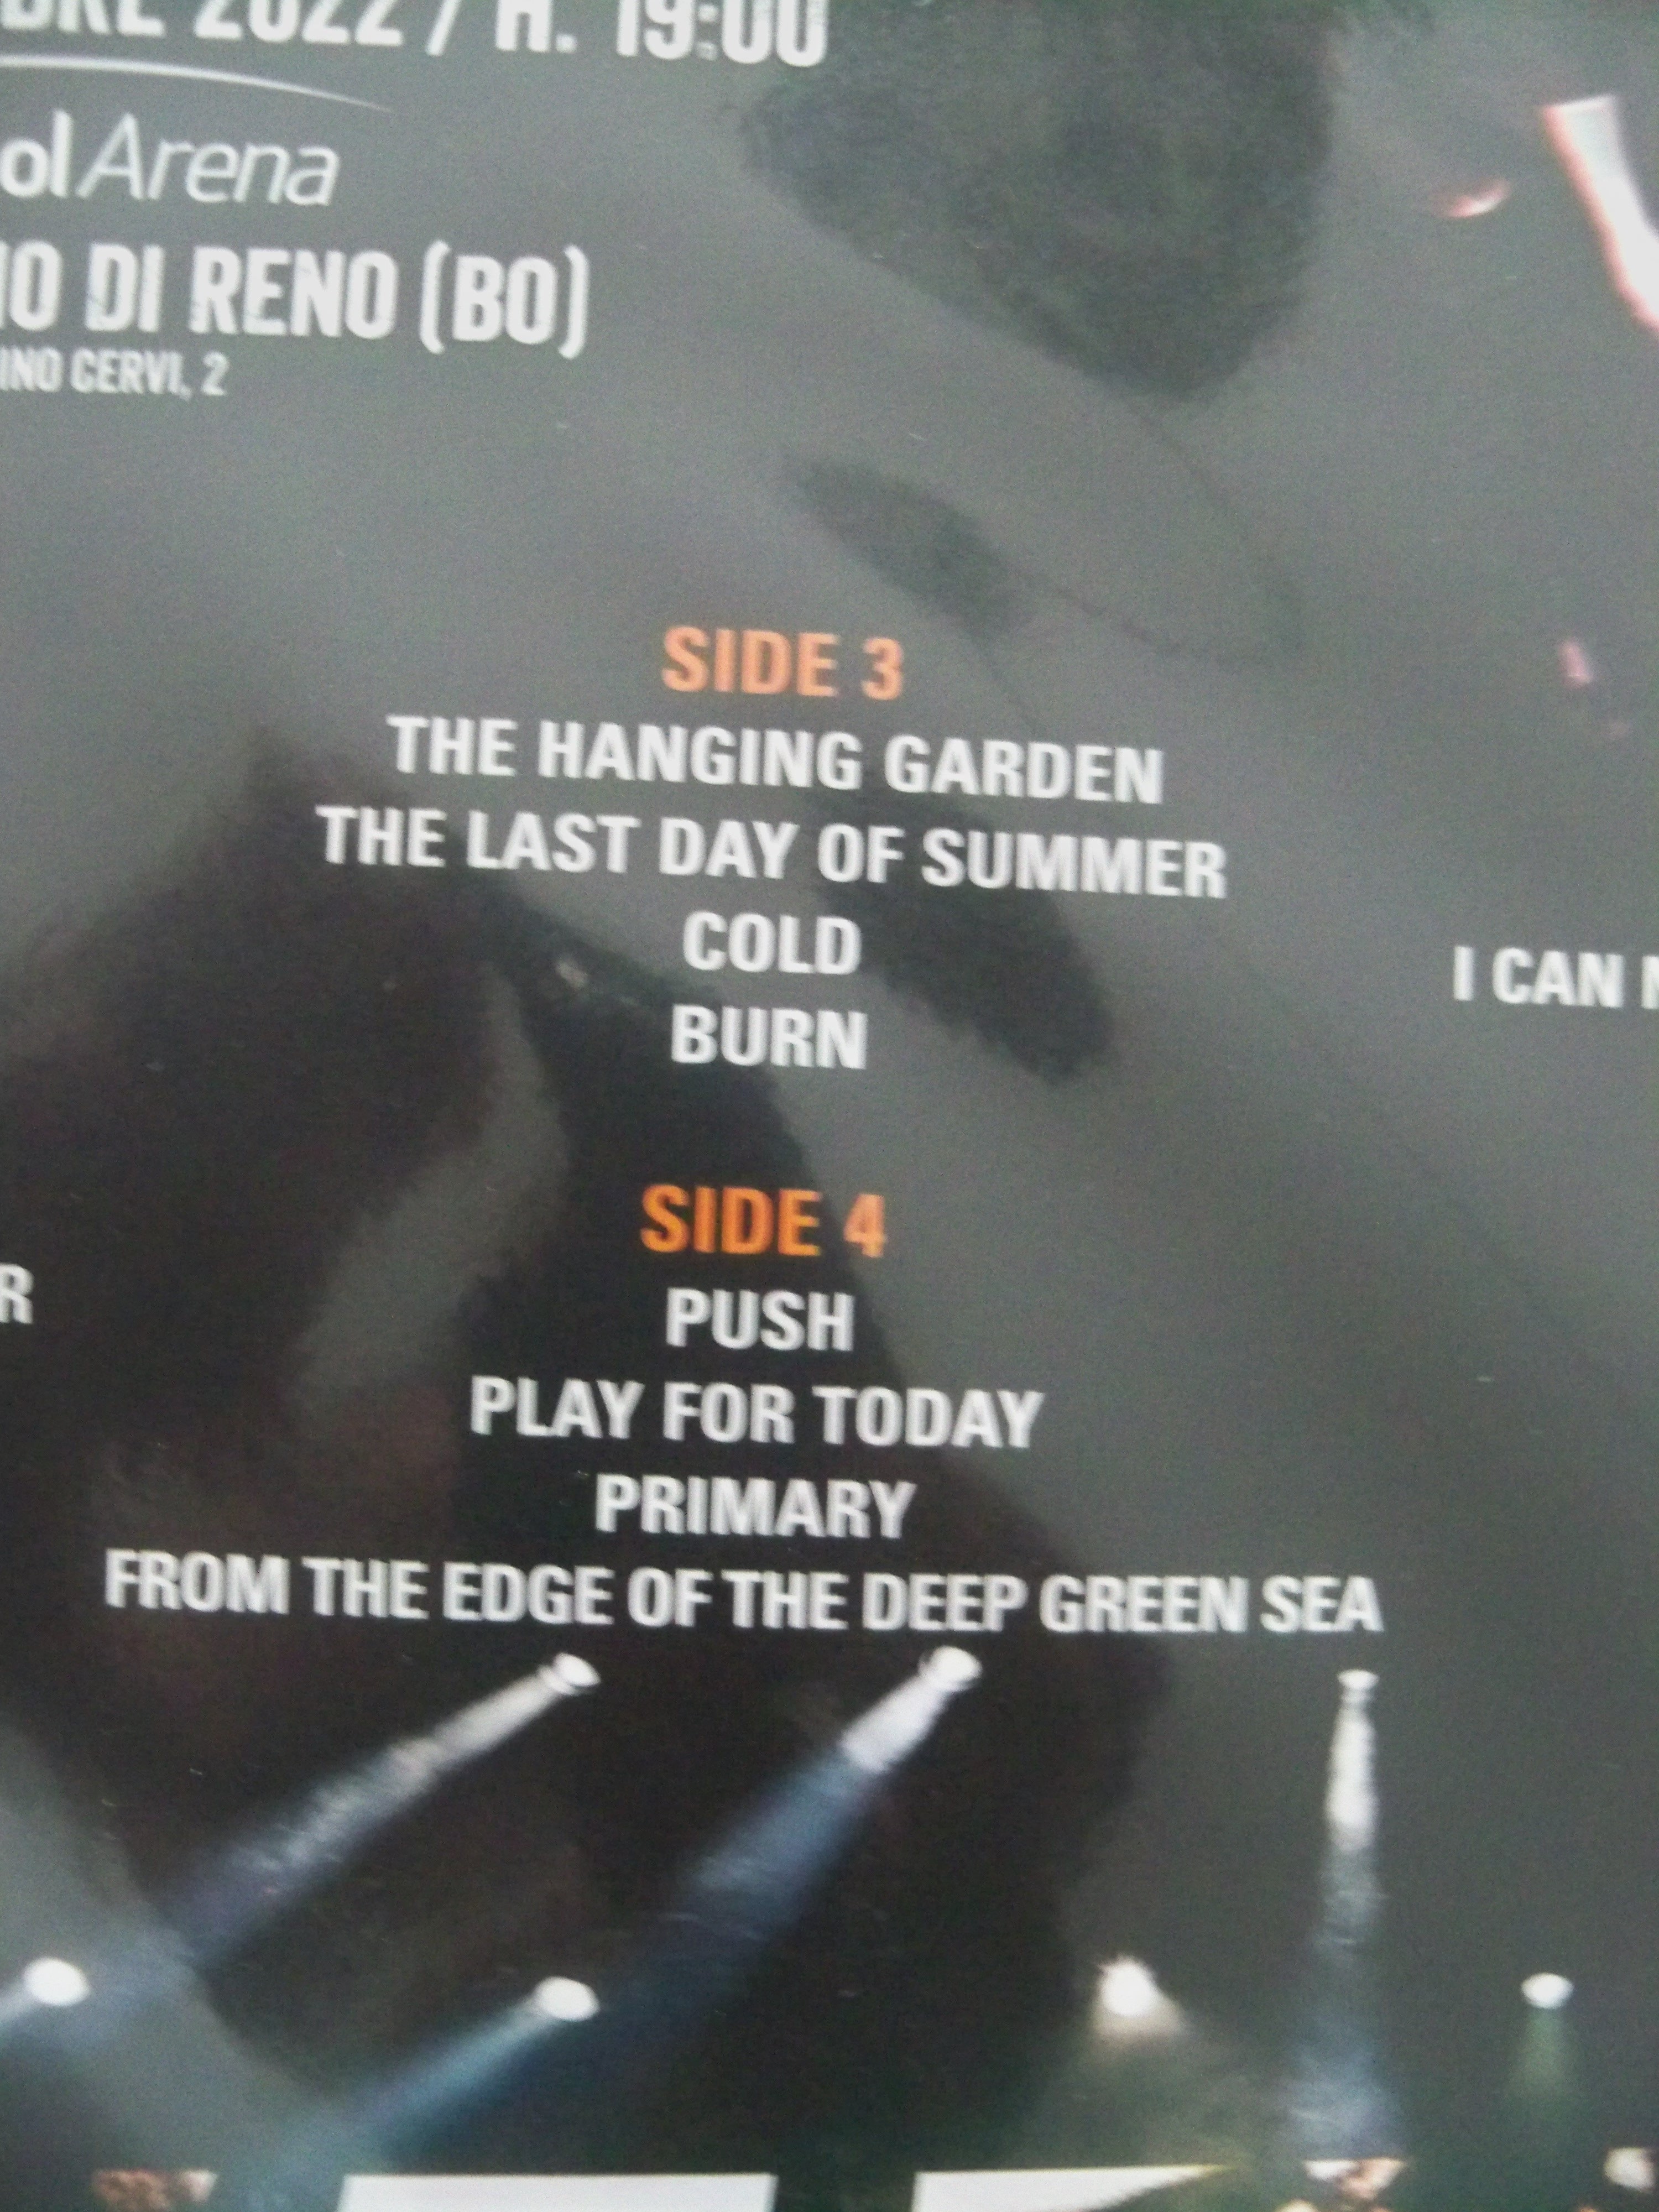 2022 / H. 19:00
ol Arena
IO DI RENO (BO)
INO CERVI, 2
SIDE 3
THE HANGING GARDEN
THE LAST DAY OF SUMMER
COLD
BURN
I CAN
SIDE 4
PUSH
R
PLAY FOR TODAY
PRIMARY
FROM THE EDGE OF THE DEEP GREEN SEA